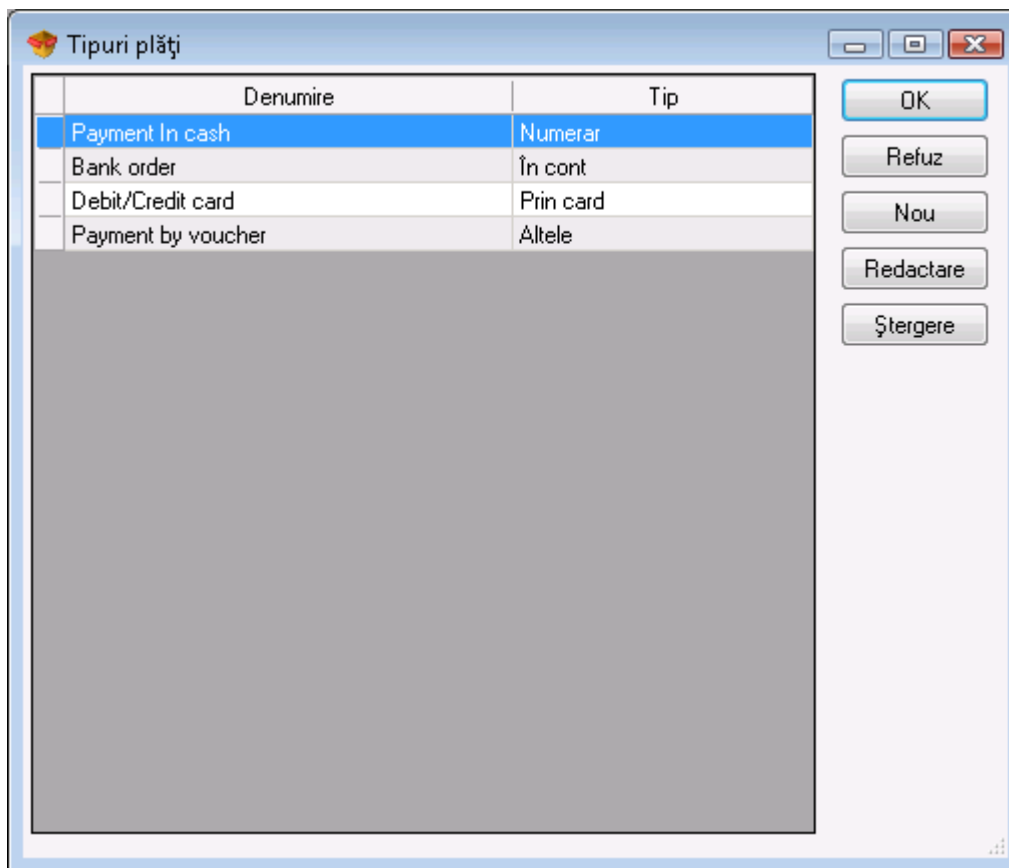 Tipuri plăţi
Denumire Tip
Payment In cash Numerar
Bank order În cont
Debit/Credit card Prin card
Payment by voucher Altele
OK
Refuz
Nou
Redactare
Ştergere